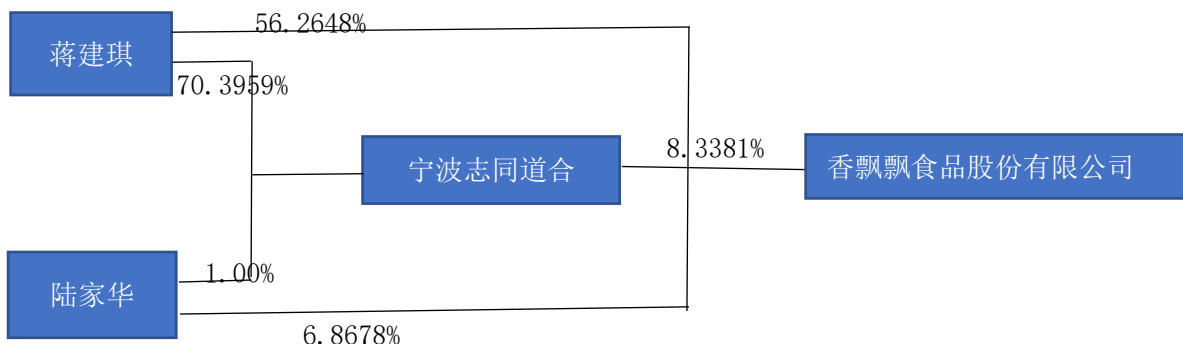 56.2648%
蒋建琪
70.3959%
宁波志同道合
8.3381%
香飘飘食品股份有限公司
1.00%
陆家华
6.8678%